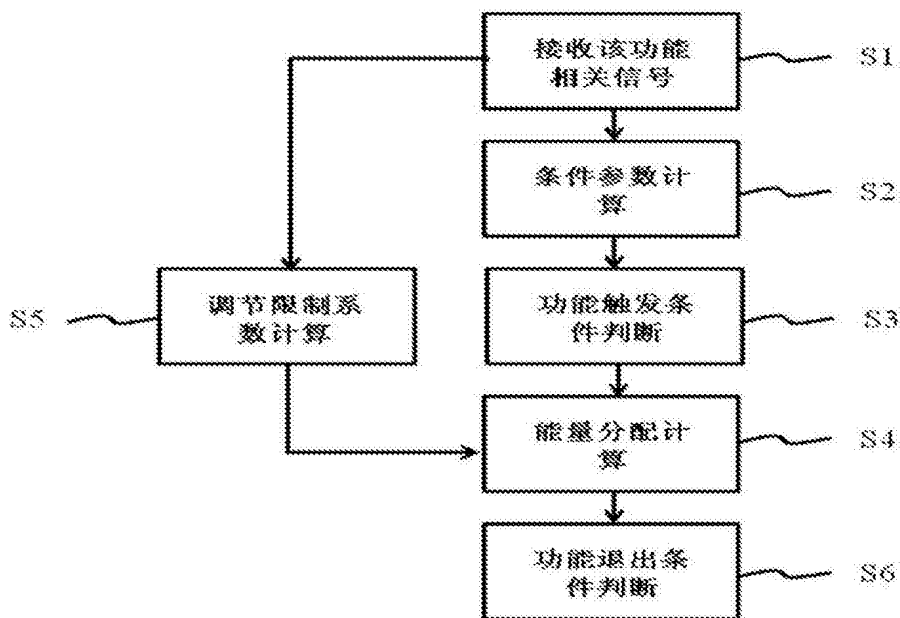 接收该功能
相关信号
S1
条件参数计
算
S2
调节限制系
数计算
S5
功能触发条
件判断
S3
能量分配计
算
S4
功能退出条
件判断
S6